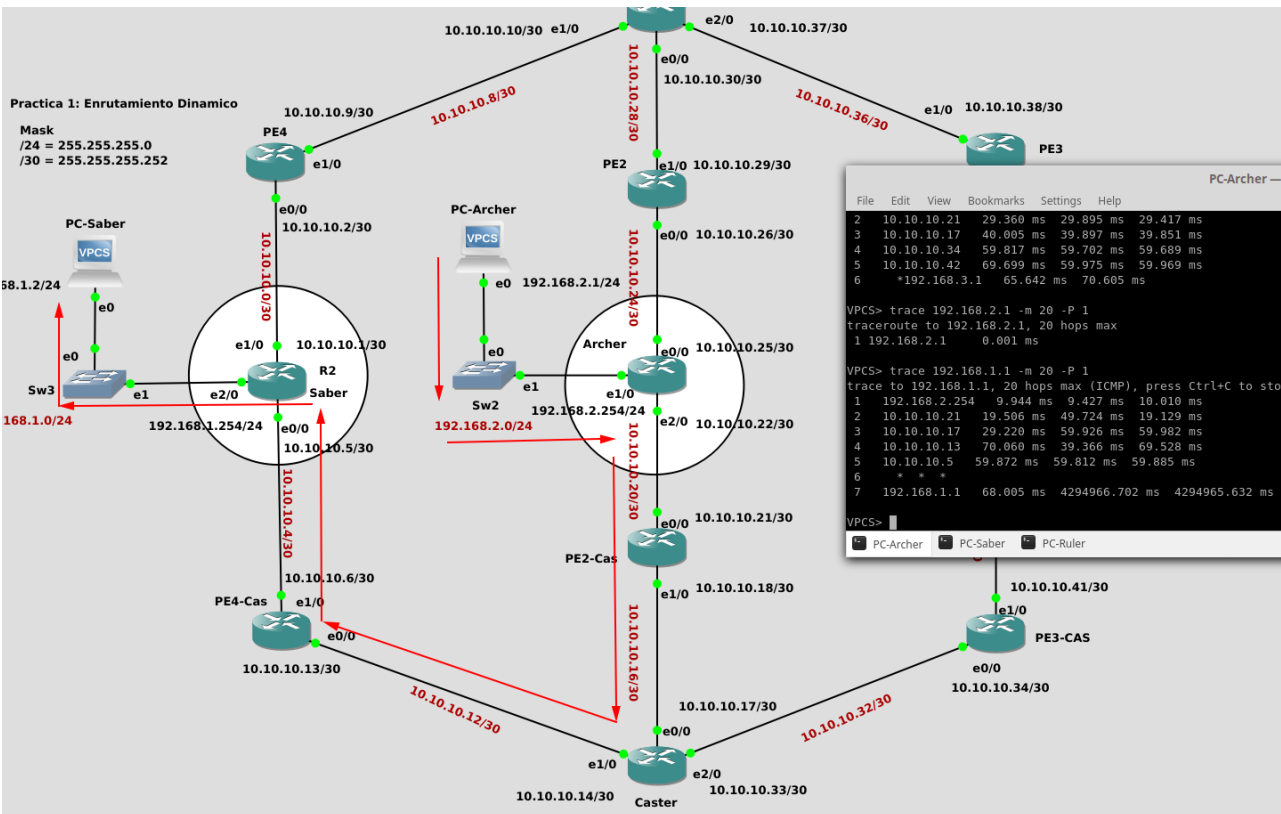 e2/0
10.10.10.10/30 e1/0
10.10.10.37/30
e0/0
10.10.10.30/30
10.10.10.28/30
10.10.10.8/30
10.10.10.36/30
Practica 1: Enrutamiento Dinamico
Mask
/24 = 255.255.255.0
/30 = 255.255.255.252
10.10.10.9/30
PE4
e1/0
e1/0 10.10.10.38/30
PE3
PE2
e1/0 10.10.10.29/30
e0/0
10.10.10.2/30
10.10.10.0/30
PC-Saber
VPCS
68.1.2/24
e0
PC-Archer
VPCS
e0 192.168.2.1/24
e0/0 10.10.10.26/30
10.10.10.24/30
e1/0 10.10.10.1/30
R2
Saber
e0
Sw3
e1
e2/0
168.1.0/24
192.168.1.254/24
e0/0
10.10.10.5/30
e0
Sw2
e1
192.168.2.0/24
Archer
e0/0 10.10.10.25/30
e1/0
192.168.2.254/24
e2/0 10.10.10.22/30
10.10.10.20/30
10.10.10.4/30
e0/0 10.10.10.21/30
PE2-Cas
e1/0 10.10.10.18/30
10.10.10.6/30
PE4-Cas
e1/0
e0/0
10.10.10.13/30
10.10.10.12/30
10.10.10.16/30
10.10.10.17/30
e0/0
e1/0
e2/0
10.10.10.14/30
10.10.10.33/30
Caster
10.10.10.32/30
10.10.10.41/30
e1/0
PE3-CAS
e0/0
10.10.10.34/30
PC-Archer —
File Edit View Bookmarks Settings Help
2 10.10.10.21 29.360 ms 29.895 ms 29.417 ms
3 10.10.10.17 40.005 ms 39.897 ms 39.851 ms
4 10.10.10.34 59.817 ms 59.702 ms 59.689 ms
5 10.10.10.42 69.699 ms 59.975 ms 59.969 ms
6 *192.168.3.1 65.642 ms 70.605 ms
VPCS> trace 192.168.2.1 -m 20 -P 1
traceroute to 192.168.2.1, 20 hops max
1 192.168.2.1 0.001 ms
VPCS> trace 192.168.1.1 -m 20 -P 1
trace to 192.168.1.1, 20 hops max (ICMP), press Ctrl+C to sto
1 192.168.2.254 9.944 ms 9.427 ms 10.010 ms
2 10.10.10.21 19.506 ms 49.724 ms 19.129 ms
3 10.10.10.17 29.220 ms 59.926 ms 59.982 ms
4 10.10.10.13 70.060 ms 39.366 ms 69.528 ms
5 10.10.10.5 59.872 ms 59.812 ms 59.885 ms
6 * * *
7 192.168.1.1 68.005 ms 4294966.702 ms 4294965.632 ms
VPCS>
PC-Archer PC-Saber PC-Ruler